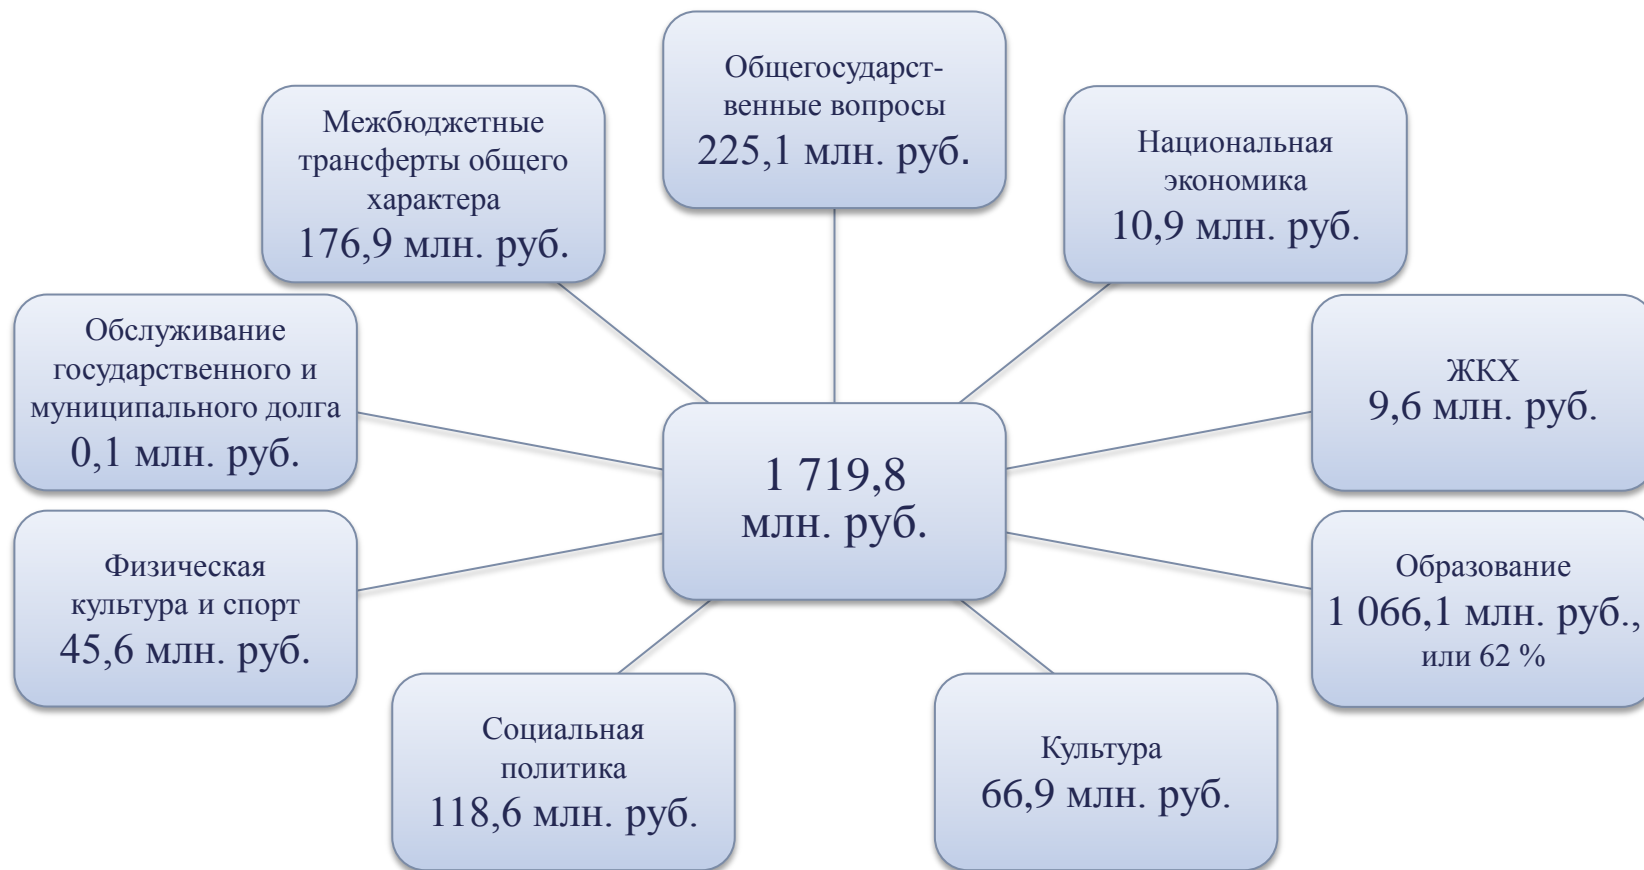 Общегосударст-
венные вопросы
225,1 млн. руб.
Национальная
экономика
10,9 млн. руб.
ЖКХ
9,6 млн. руб.
Образование
1 066,1 млн. руб.,
или 62 %
Культура
66,9 млн. руб.
Социальная
политика
118,6 млн. руб.
Физическая
культура и спорт
45,6 млн. руб.
Обслуживание
государственного и
муниципального долга
0,1 млн. руб.
Межбюджетные
трансферты общего
характера
176,9 млн. руб.
1 719,8
млн. руб.